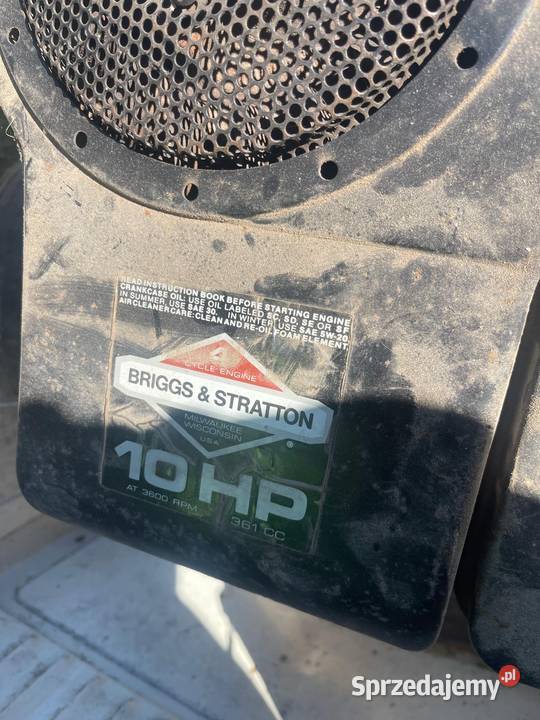 READ INSTRUCTION BOOK BEFORE STARTING ENGINE
CRANKCASE OIL: USE OIL LABELED SC, SD, SE OR SF
IN SUMMER, USE SAE 30. IN WINTER, USE SAE 5W-20.
AIR CLEANER CARE: CLEAN AND RE-OIL FOAM ELEMENT.
4
CYCLE ENGINE
BRIGGS & STRATTON
®
MILWAUKEE
WISCONSIN
U.S.A.
10 HP
AT 3600 RPM
361 CC
Sprzedajemy.pl